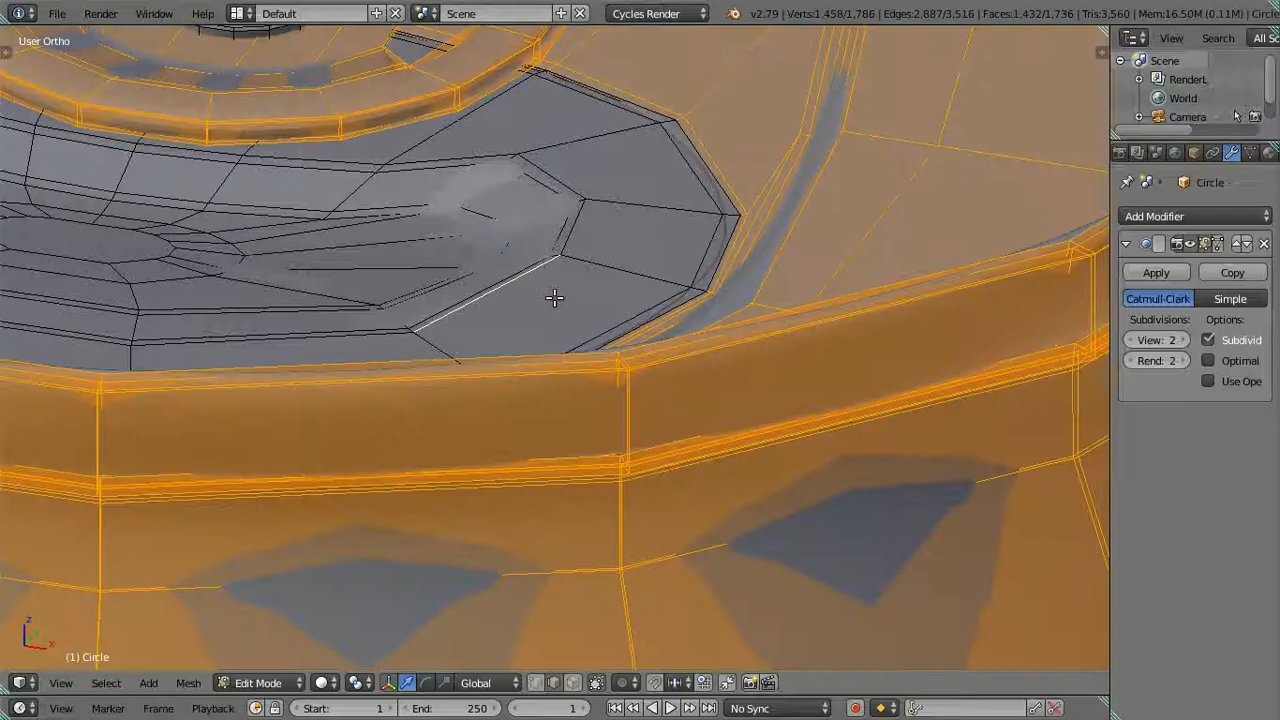 File Render Window Help Default Scene Cycles Render v2.79 | Verts:1,458/1,786 | Edges:2,887/3,516 | Faces:1,432/1,736 | Tris:3,560 | Mem:16.50M (0.11M) | Circle
User Ortho
View Search All Sc
Scene
RenderL
World
Camera
Circle
Add Modifier
Apply Copy
Catmull-Clark Simple
Subdivisions: Options:
View: 2 Subdivid
Rend: 2 Optimal
Use Ope
z
y
x
(1) Circle
View Select Add Mesh Edit Mode Global
View Marker Frame Playback Start: 1 End: 250 1 No Sync